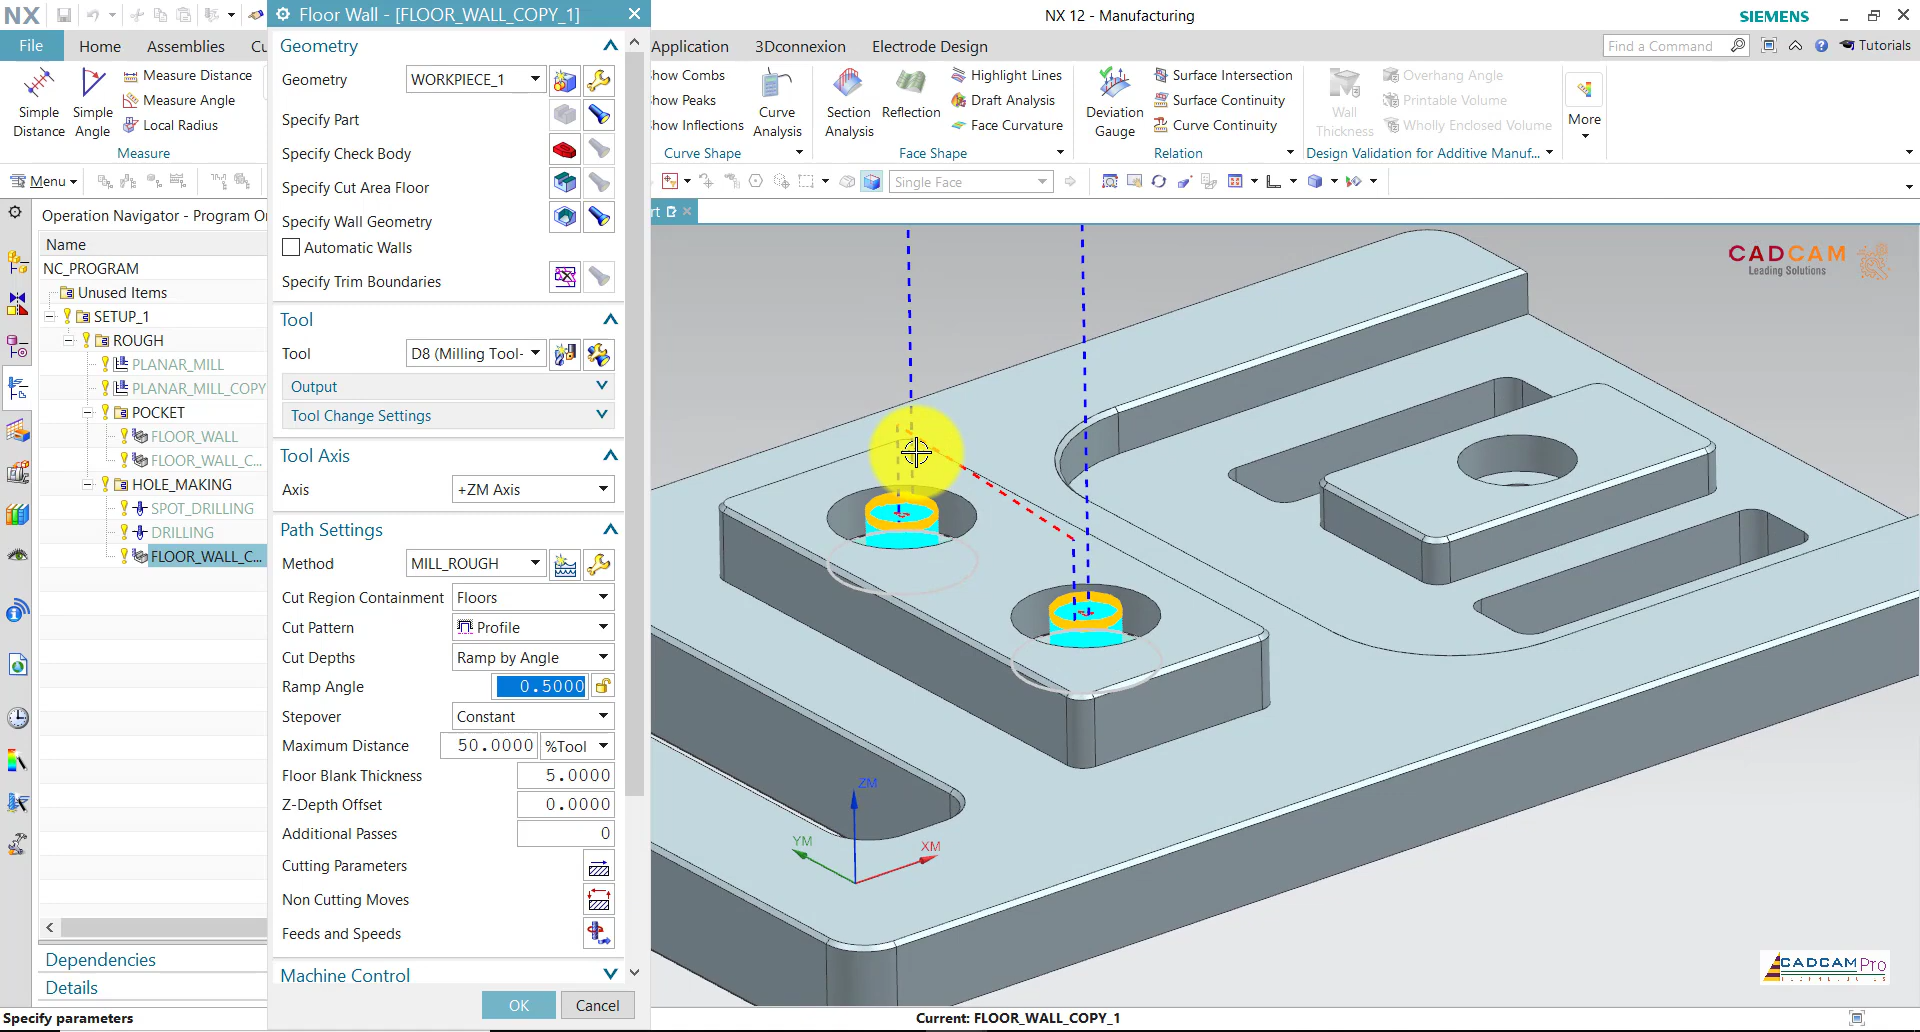 NX
Floor Wall - [FLOOR_WALL_COPY_1]
NX 12 - Manufacturing
SIEMENS
File
Home
Assemblies
Cu
Application
3Dconnexion
Electrode Design
Find a Command
Tutorials
Simple
Distance
Simple
Angle
Measure Distance
Measure Angle
Local Radius
Measure
how Combs
how Peaks
how Inflections
Curve
Analysis
Curve Shape
Section
Analysis
Reflection
Highlight Lines
Draft Analysis
Face Curvature
Face Shape
Deviation
Gauge
Surface Intersection
Surface Continuity
Curve Continuity
Relation
Wall
Thickness
Overhang Angle
Printable Volume
Wholly Enclosed Volume
Design Validation for Additive Manuf...
More
Menu
Single Face
rt
Operation Navigator - Program Or
Name
NC_PROGRAM
Unused Items
SETUP_1
ROUGH
PLANAR_MILL
PLANAR_MILL_COPY
POCKET
FLOOR_WALL
FLOOR_WALL_C...
HOLE_MAKING
SPOT_DRILLING
DRILLING
FLOOR_WALL_C...
Dependencies
Details
Geometry
Geometry WORKPIECE_1
Specify Part
Specify Check Body
Specify Cut Area Floor
Specify Wall Geometry
Automatic Walls
Specify Trim Boundaries
Tool
Tool D8 (Milling Tool-
Output
Tool Change Settings
Tool Axis
Axis +ZM Axis
Path Settings
Method MILL_ROUGH
Cut Region Containment Floors
Cut Pattern Profile
Cut Depths Ramp by Angle
Ramp Angle 0.5000
Stepover Constant
Maximum Distance 50.0000 %Tool
Floor Blank Thickness 5.0000
Z-Depth Offset 0.0000
Additional Passes 0
Cutting Parameters
Non Cutting Moves
Feeds and Speeds
Machine Control
OK
Cancel
CADCAM
Leading Solutions
ZM
YM
XM
CADCAM Pro
Specify parameters
Current: FLOOR_WALL_COPY_1